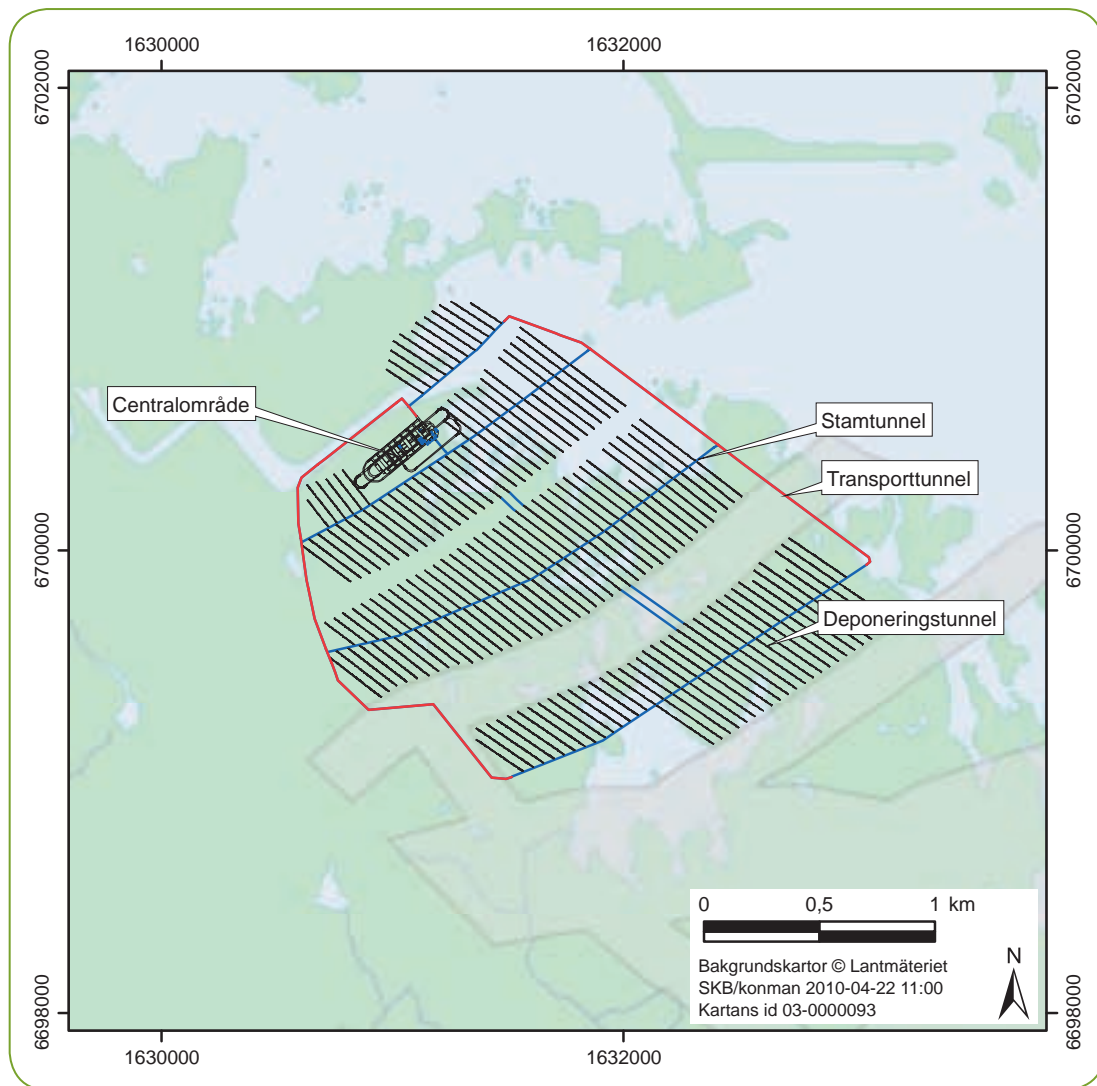 1630000
1632000
6702000
6702000
Centralområde
Stamtunnel
Transporttunnel
6700000
6700000
Deponeringstunnel
0 0,5 1 km
Bakgrundskartor © Lantmäteriet
SKB/konman 2010-04-22 11:00
Kartans id 03-0000093
N
6698000
6698000
1630000
1632000